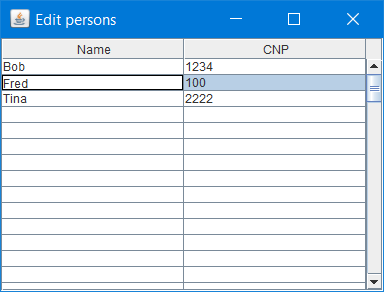 Edit persons
Name CNP
Bob 1234
Fred 100
Tina 2222